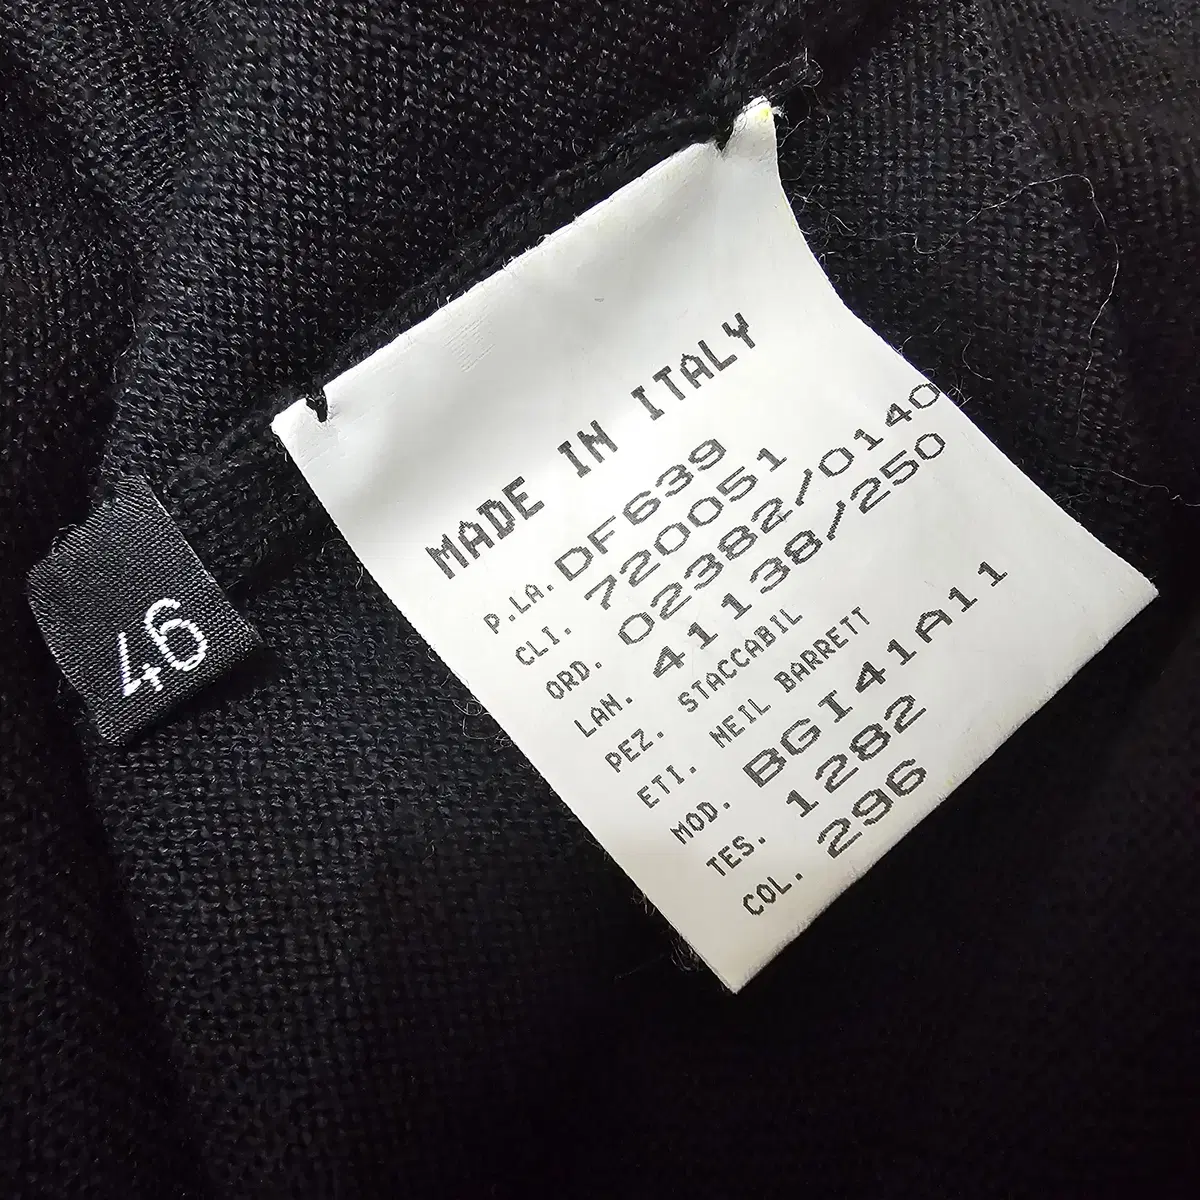 MADE IN ITALY
P.LA. DF639
CLI. 720051
ORD. 02382/0140
LAN. 41138/250
PEZ. STACCABIL
ETI. NEIL BARRETT
MOD. BGI41A11
TES. 1282
COL. 296
46